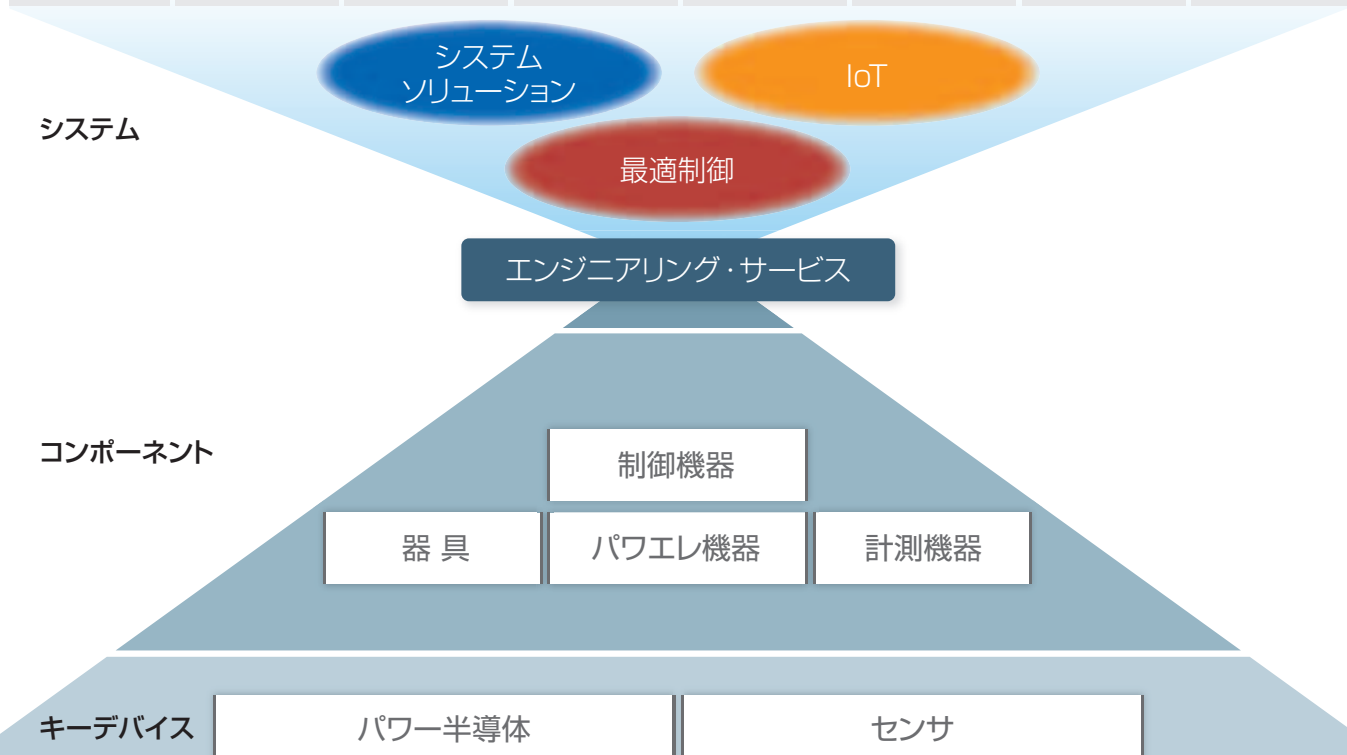 システム
ソリューション
IoT
システム
最適制御
エンジニアリング・サービス
コンポーネント
制御機器
器 具
パワエレ機器
計測機器
キーデバイス
パワー半導体
センサ